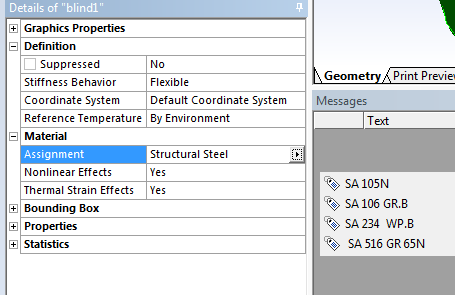 Details of "blind1"
Graphics Properties
Definition
Suppressed No
Stiffness Behavior Flexible
Coordinate System Default Coordinate System
Reference Temperature By Environment
Material
Assignment Structural Steel
Nonlinear Effects Yes
Thermal Strain Effects Yes
Bounding Box
Properties
Statistics
Geometry Print Preview
Messages
Text
SA 105N
SA 106 GR.B
SA 234 WP.B
SA 516 GR 65N